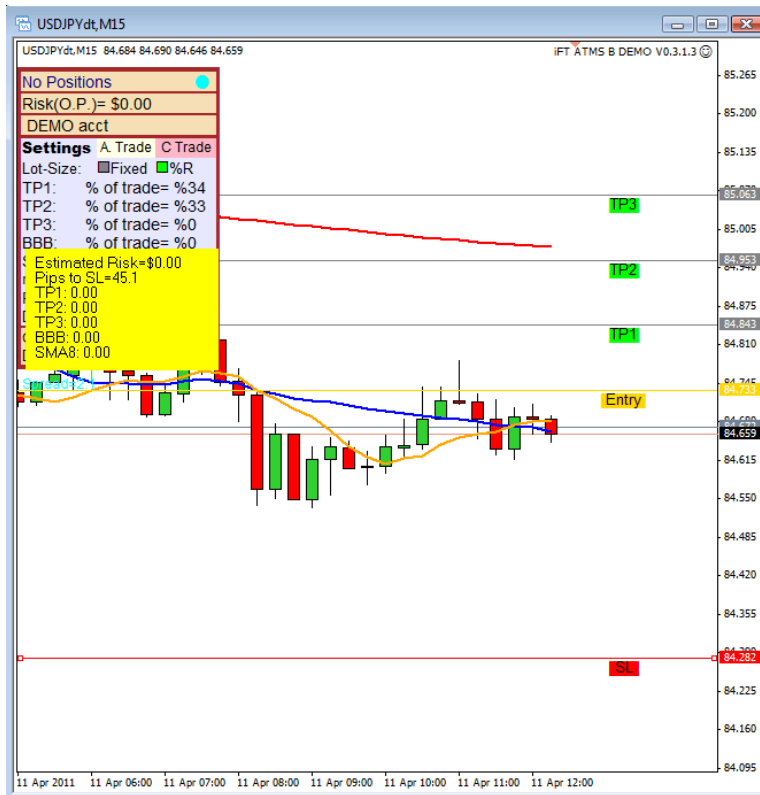 USDJPYdt,M15
USDJPYdt,M15 84.684 84.690 84.646 84.659
iFT ATMS B DEMO V0.3.1.3
No Positions
Risk(O.P.)= $0.00
DEMO acct
Settings A. Trade C Trade
Lot-Size: Fixed %R
TP1: % of trade= %34
TP2: % of trade= %33
TP3: % of trade= %0
BBB: % of trade= %0
Estimated Risk=$0.00
Pips to SL=45.1
TP1: 0.00
TP2: 0.00
TP3: 0.00
BBB: 0.00
SMA8: 0.00
TP3
TP2
TP1
Entry
SL
85.265
85.200
85.135
85.063
85.005
84.953
84.940
84.875
84.843
84.810
84.745
84.733
84.659
84.615
84.550
84.485
84.420
84.355
84.282
84.225
84.160
84.095
11 Apr 2011 11 Apr 06:00 11 Apr 07:00 11 Apr 08:00 11 Apr 09:00 11 Apr 10:00 11 Apr 11:00 11 Apr 12:00